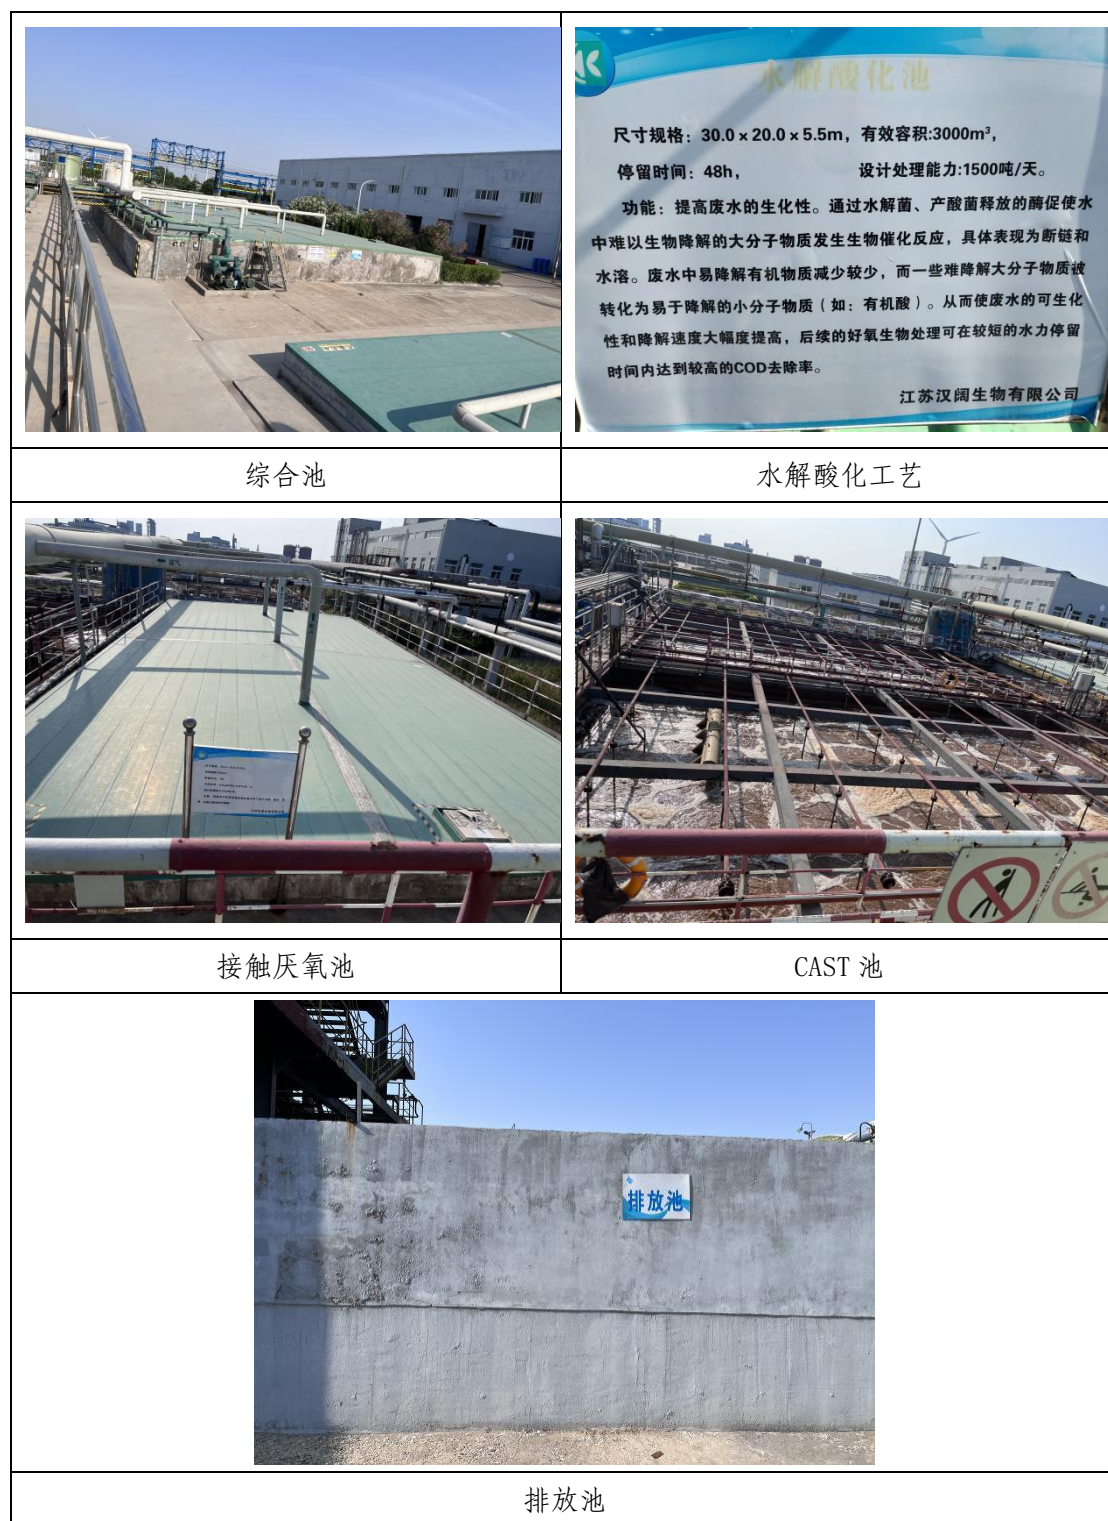 水解酸化池
尺寸规格：30.0×20.0×5.5m，有效容积:3000m³，
停留时间：48h，　　　设计处理能力:1500吨/天。
功能：提高废水的生化性。通过水解菌、产酸菌释放的酶促使水
中难以生物降解的大分子物质发生生物催化反应，具体表现为断链和
水溶。废水中易降解有机物质减少较少，而一些难降解大分子物质被
转化为易于降解的小分子物质（如：有机酸）。从而使废水的可生化
性和降解速度大幅度提高，后续的好氧生物处理可在较短的水力停留
时间内达到较高的COD去除率。
江苏汉阔生物有限公司
综合池
水解酸化工艺
接触厌氧池
CAST 池
排放池
排放池